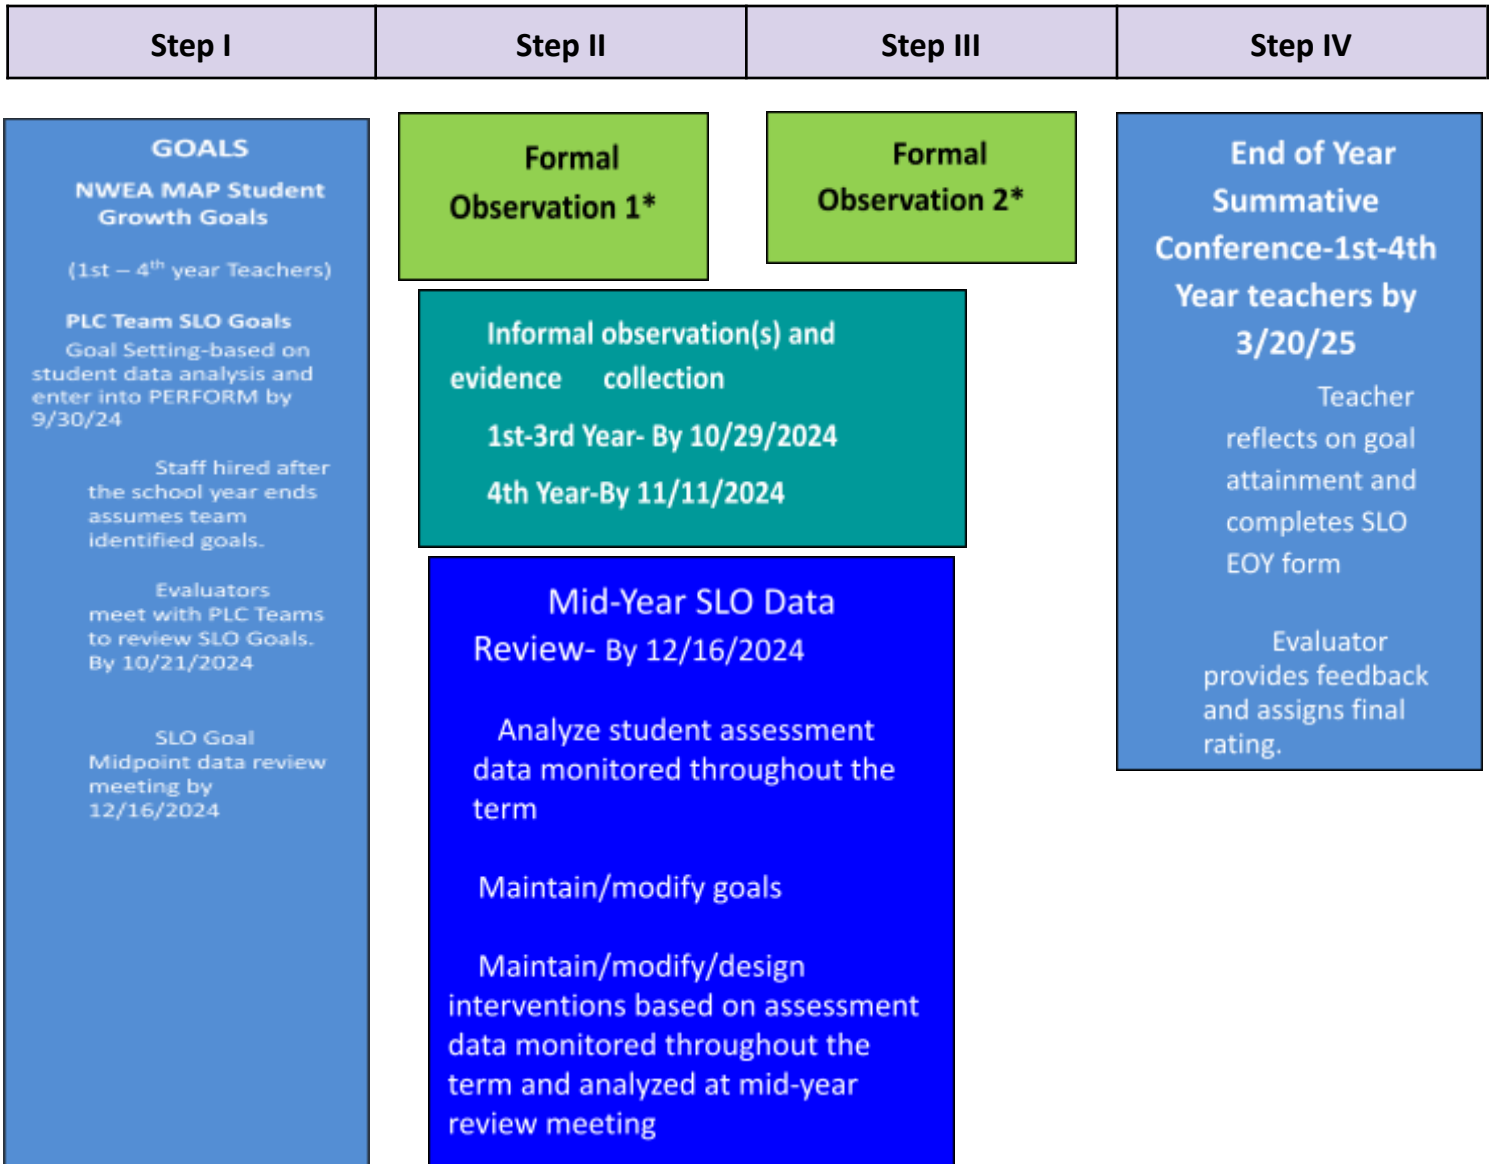 Step I
Step II
Step III
Step IV
GOALS
NWEA MAP Student
Growth Goals
(1st – 4th year Teachers)
PLC Team SLO Goals
Goal Setting-based on
student data analysis and
enter into PERFORM by
9/30/24
Staff hired after
the school year ends
assumes team
identified goals.
Evaluators
meet with PLC Teams
to review SLO Goals.
By 10/21/2024
SLO Goal
Midpoint data review
meeting by
12/16/2024
Formal
Observation 1*
Formal
Observation 2*
Informal observation(s) and
evidence collection
1st-3rd Year- By 10/29/2024
4th Year-By 11/11/2024
Mid-Year SLO Data
Review- By 12/16/2024
Analyze student assessment
data monitored throughout the
term
Maintain/modify goals
Maintain/modify/design
interventions based on assessment
data monitored throughout the
term and analyzed at mid-year
review meeting
End of Year
Summative
Conference-1st-4th
Year teachers by
3/20/25
Teacher
reflects on goal
attainment and
completes SLO
EOY form
Evaluator
provides feedback
and assigns final
rating.